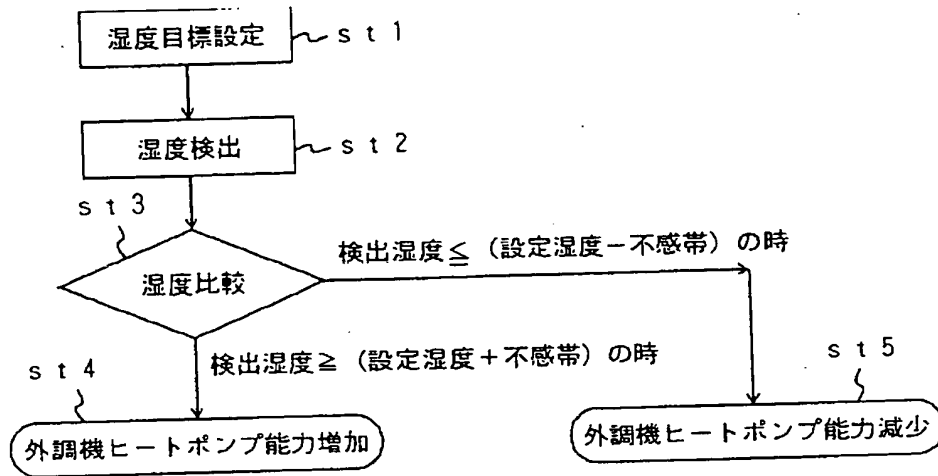 湿度目標設定
st1
湿度検出
st2
st3
湿度比較
検出湿度≦(設定湿度−不感帯)の時
検出湿度≧(設定湿度+不感帯)の時
st4
st5
外調機ヒートポンプ能力増加
外調機ヒートポンプ能力減少